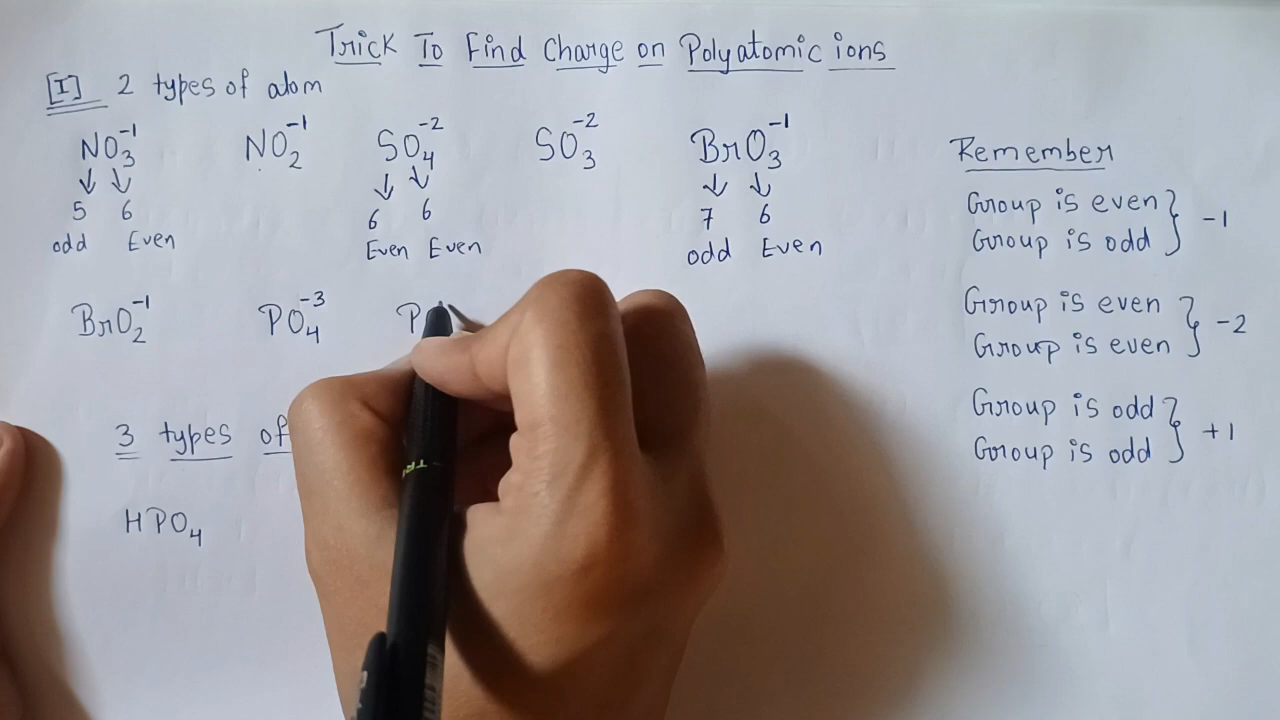 Trick To Find Charge on Polyatomic ions
[I] 2 types of atom
NO₃⁻¹ NO₂⁻¹ SO₄⁻² SO₃⁻² BrO₃⁻¹
5 6 6 6 7 6
odd Even Even Even odd Even
BrO₂⁻¹ PO₄⁻³ P
3 types of
HPO₄
Remember
Group is even } -1
Group is odd
Group is even } -2
Group is even
Group is odd } +1
Group is odd